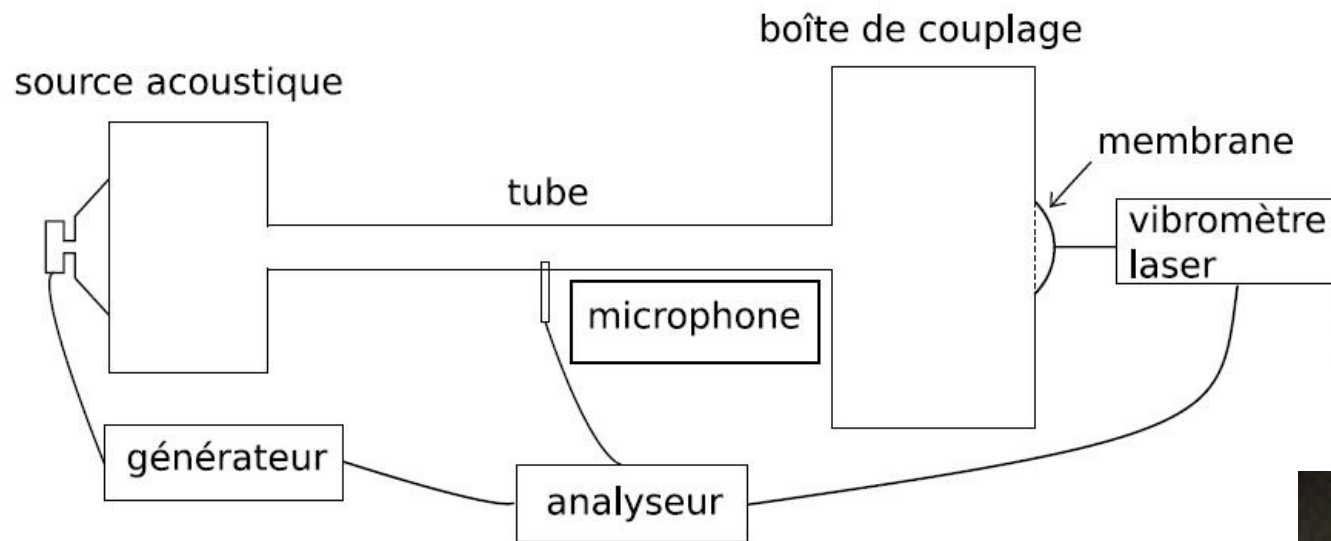 boîte de couplage
source acoustique
membrane
tube
vibromètre
laser
microphone
générateur
analyseur